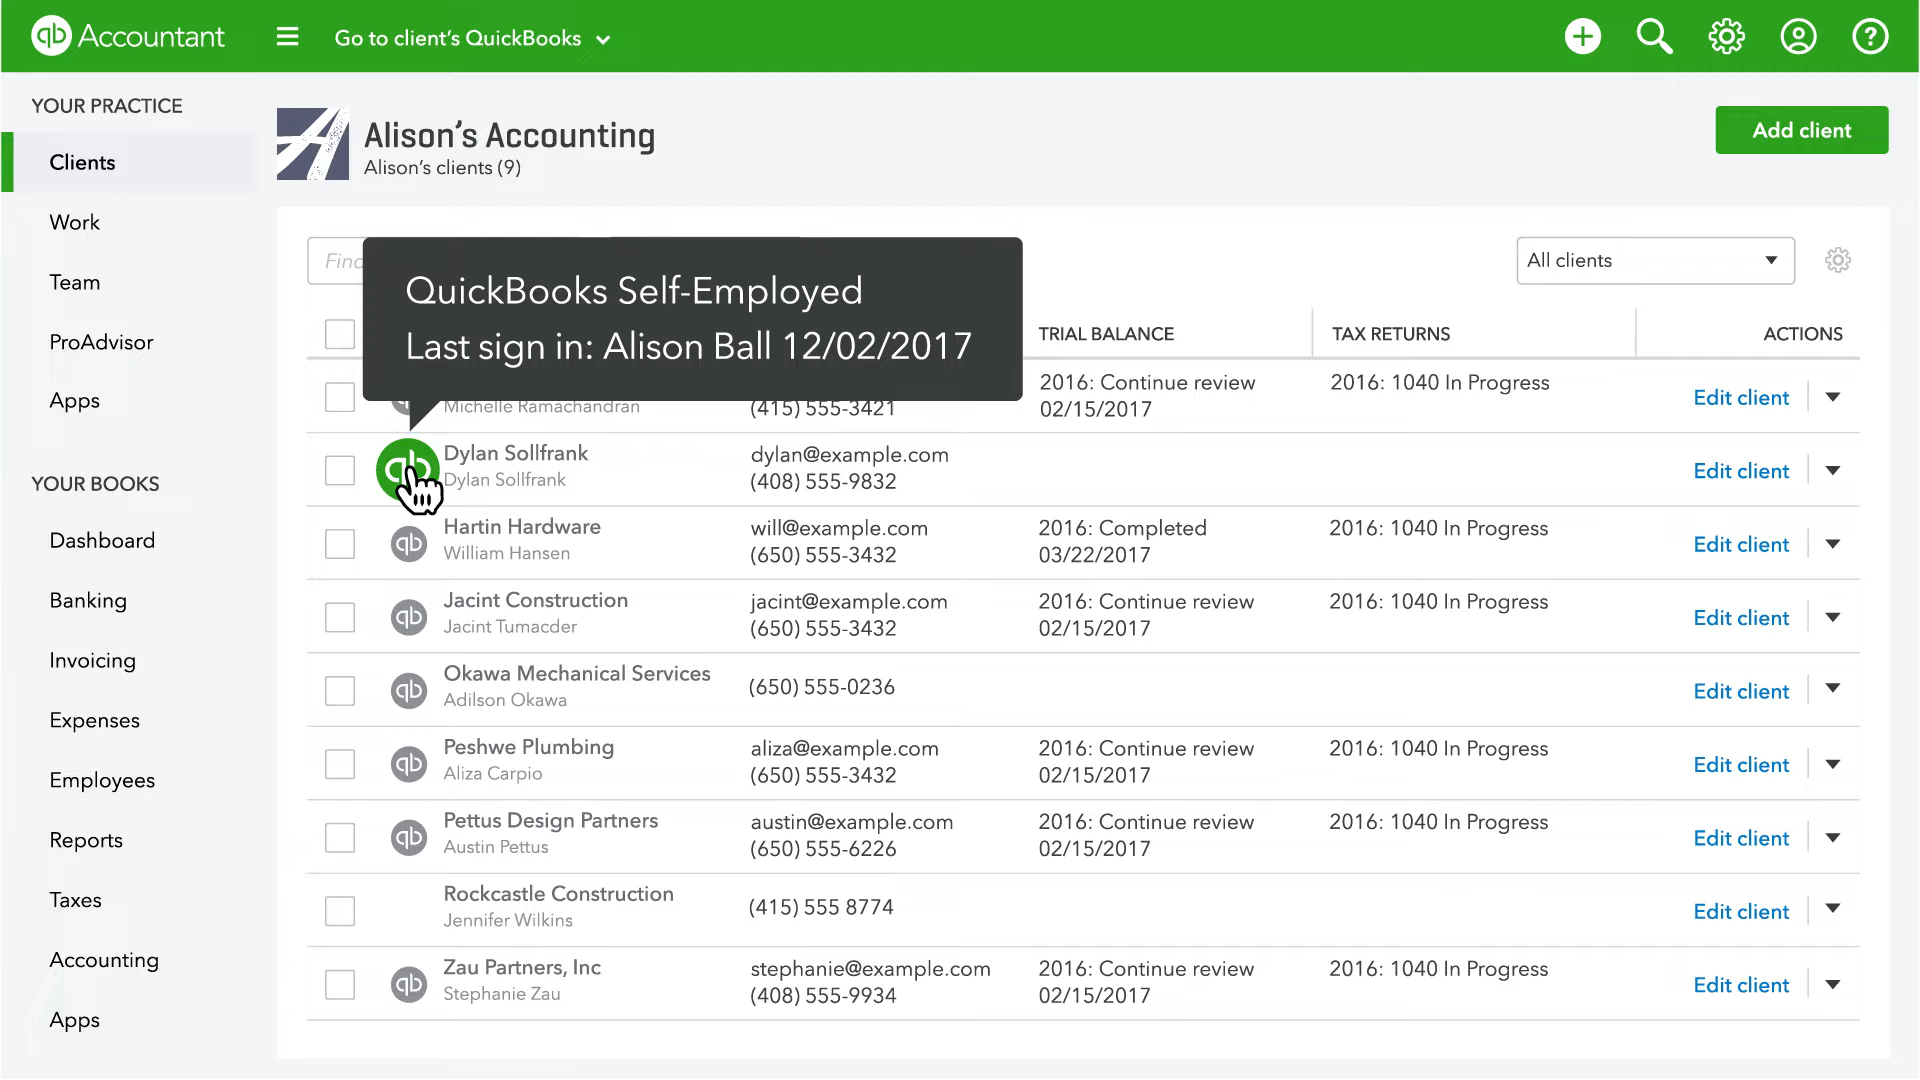 qb Accountant
Go to client's QuickBooks
YOUR PRACTICE
Clients
Work
Team
ProAdvisor
Apps
YOUR BOOKS
Dashboard
Banking
Invoicing
Expenses
Employees
Reports
Taxes
Accounting
Apps
Alison's Accounting
Alison's clients (9)
Add client
All clients
QuickBooks Self-Employed
Last sign in: Alison Ball 12/02/2017
TRIAL BALANCE TAX RETURNS ACTIONS
Michelle Ramachandran
(415) 555-3421
2016: Continue review
02/15/2017
2016: 1040 In Progress
Edit client
qb
Dylan Sollfrank
Dylan Sollfrank
dylan@example.com
(408) 555-9832
Edit client
qb
Hartin Hardware
William Hansen
will@example.com
(650) 555-3432
2016: Completed
03/22/2017
2016: 1040 In Progress
Edit client
qb
Jacint Construction
Jacint Tumacder
jacint@example.com
(650) 555-3432
2016: Continue review
02/15/2017
2016: 1040 In Progress
Edit client
qb
Okawa Mechanical Services
Adilson Okawa
(650) 555-0236
Edit client
qb
Peshwe Plumbing
Aliza Carpio
aliza@example.com
(650) 555-3432
2016: Continue review
02/15/2017
2016: 1040 In Progress
Edit client
qb
Pettus Design Partners
Austin Pettus
austin@example.com
(650) 555-6226
2016: Continue review
02/15/2017
2016: 1040 In Progress
Edit client
Rockcastle Construction
Jennifer Wilkins
(415) 555 8774
Edit client
qb
Zau Partners, Inc
Stephanie Zau
stephanie@example.com
(408) 555-9934
2016: Continue review
02/15/2017
2016: 1040 In Progress
Edit client